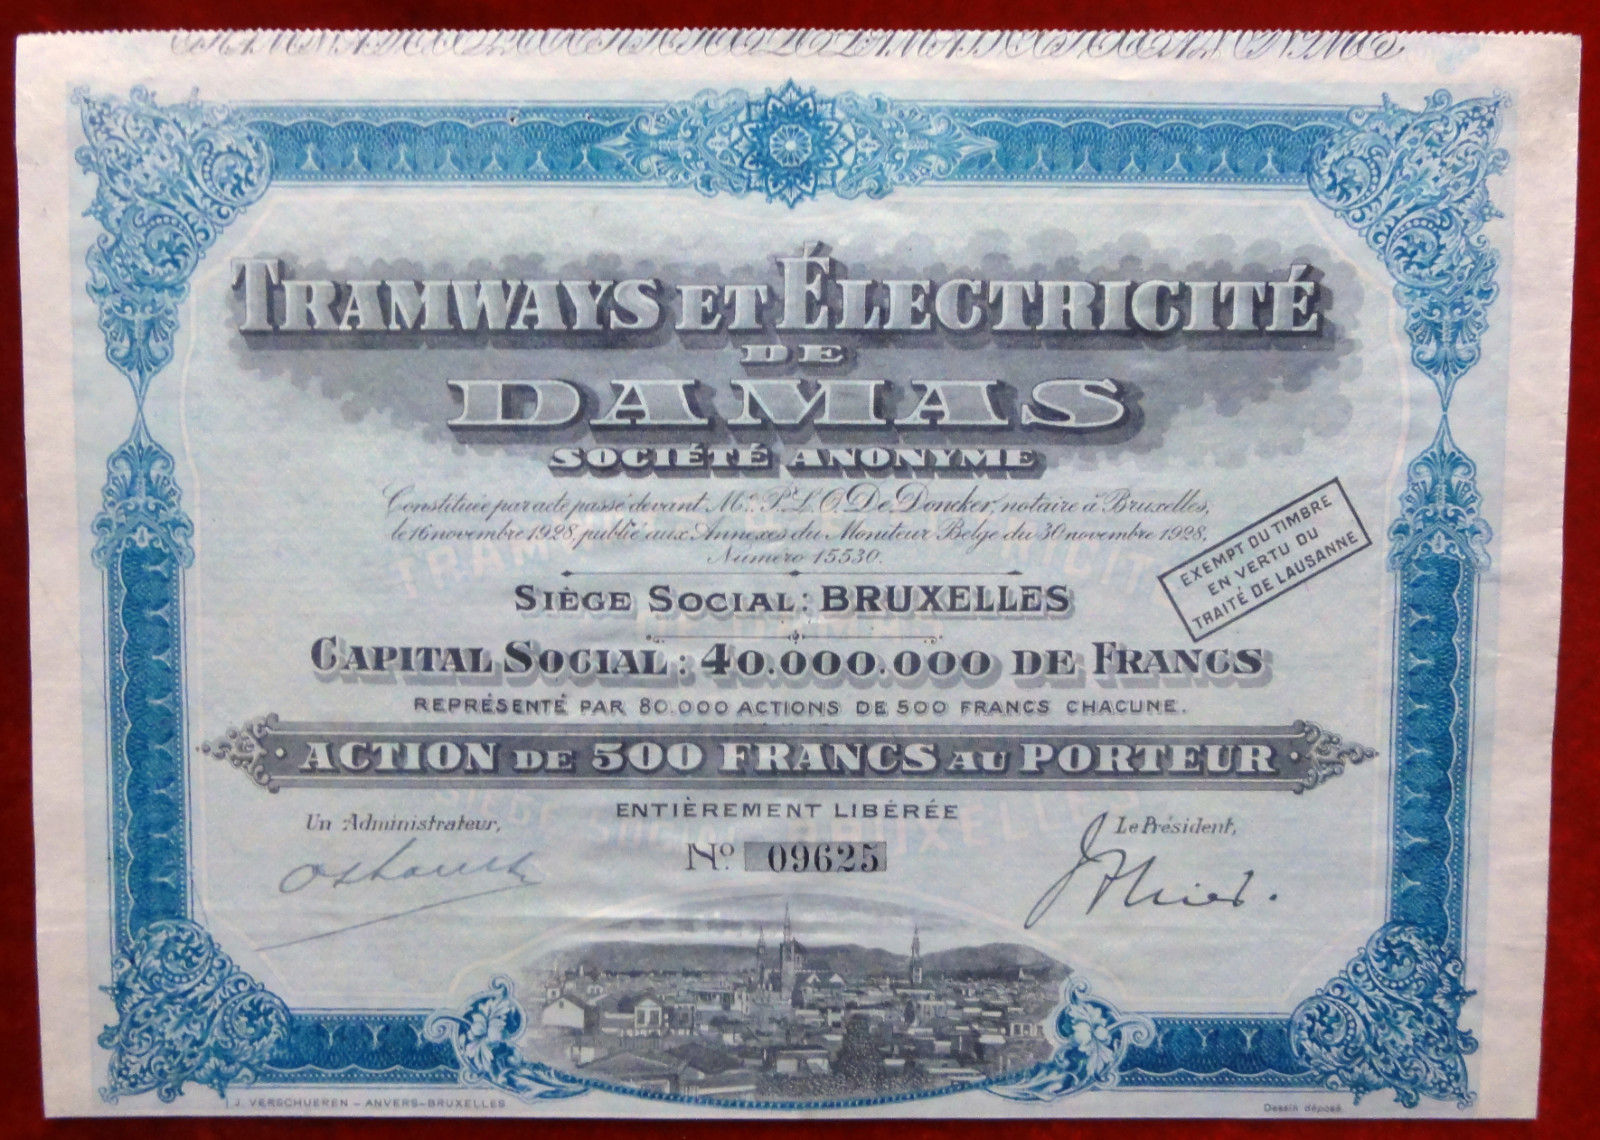 TRAMWAYS ET ÉLECTRICITÉ
DE
DAMAS
SOCIÉTÉ ANONYME
Constituée par acte passé devant Me. P. L. O. De Doncker, notaire à Bruxelles,
le 16 novembre 1928, publié aux Annexes du Moniteur Belge du 30 novembre 1928,
Numéro 15530.
SIÈGE SOCIAL: BRUXELLES
CAPITAL SOCIAL: 40.000.000 DE FRANCS
REPRÉSENTÉ PAR 80.000 ACTIONS DE 500 FRANCS CHACUNE.
EXEMPT DU TIMBRE
EN VERTU DU
TRAITÉ DE LAUSANNE
· ACTION DE 500 FRANCS AU PORTEUR ·
ENTIÈREMENT LIBÉRÉE
Un Administrateur,
Le Président,
No. 09625
J. VERSCHUEREN - ANVERS-BRUXELLES
Dessin déposé